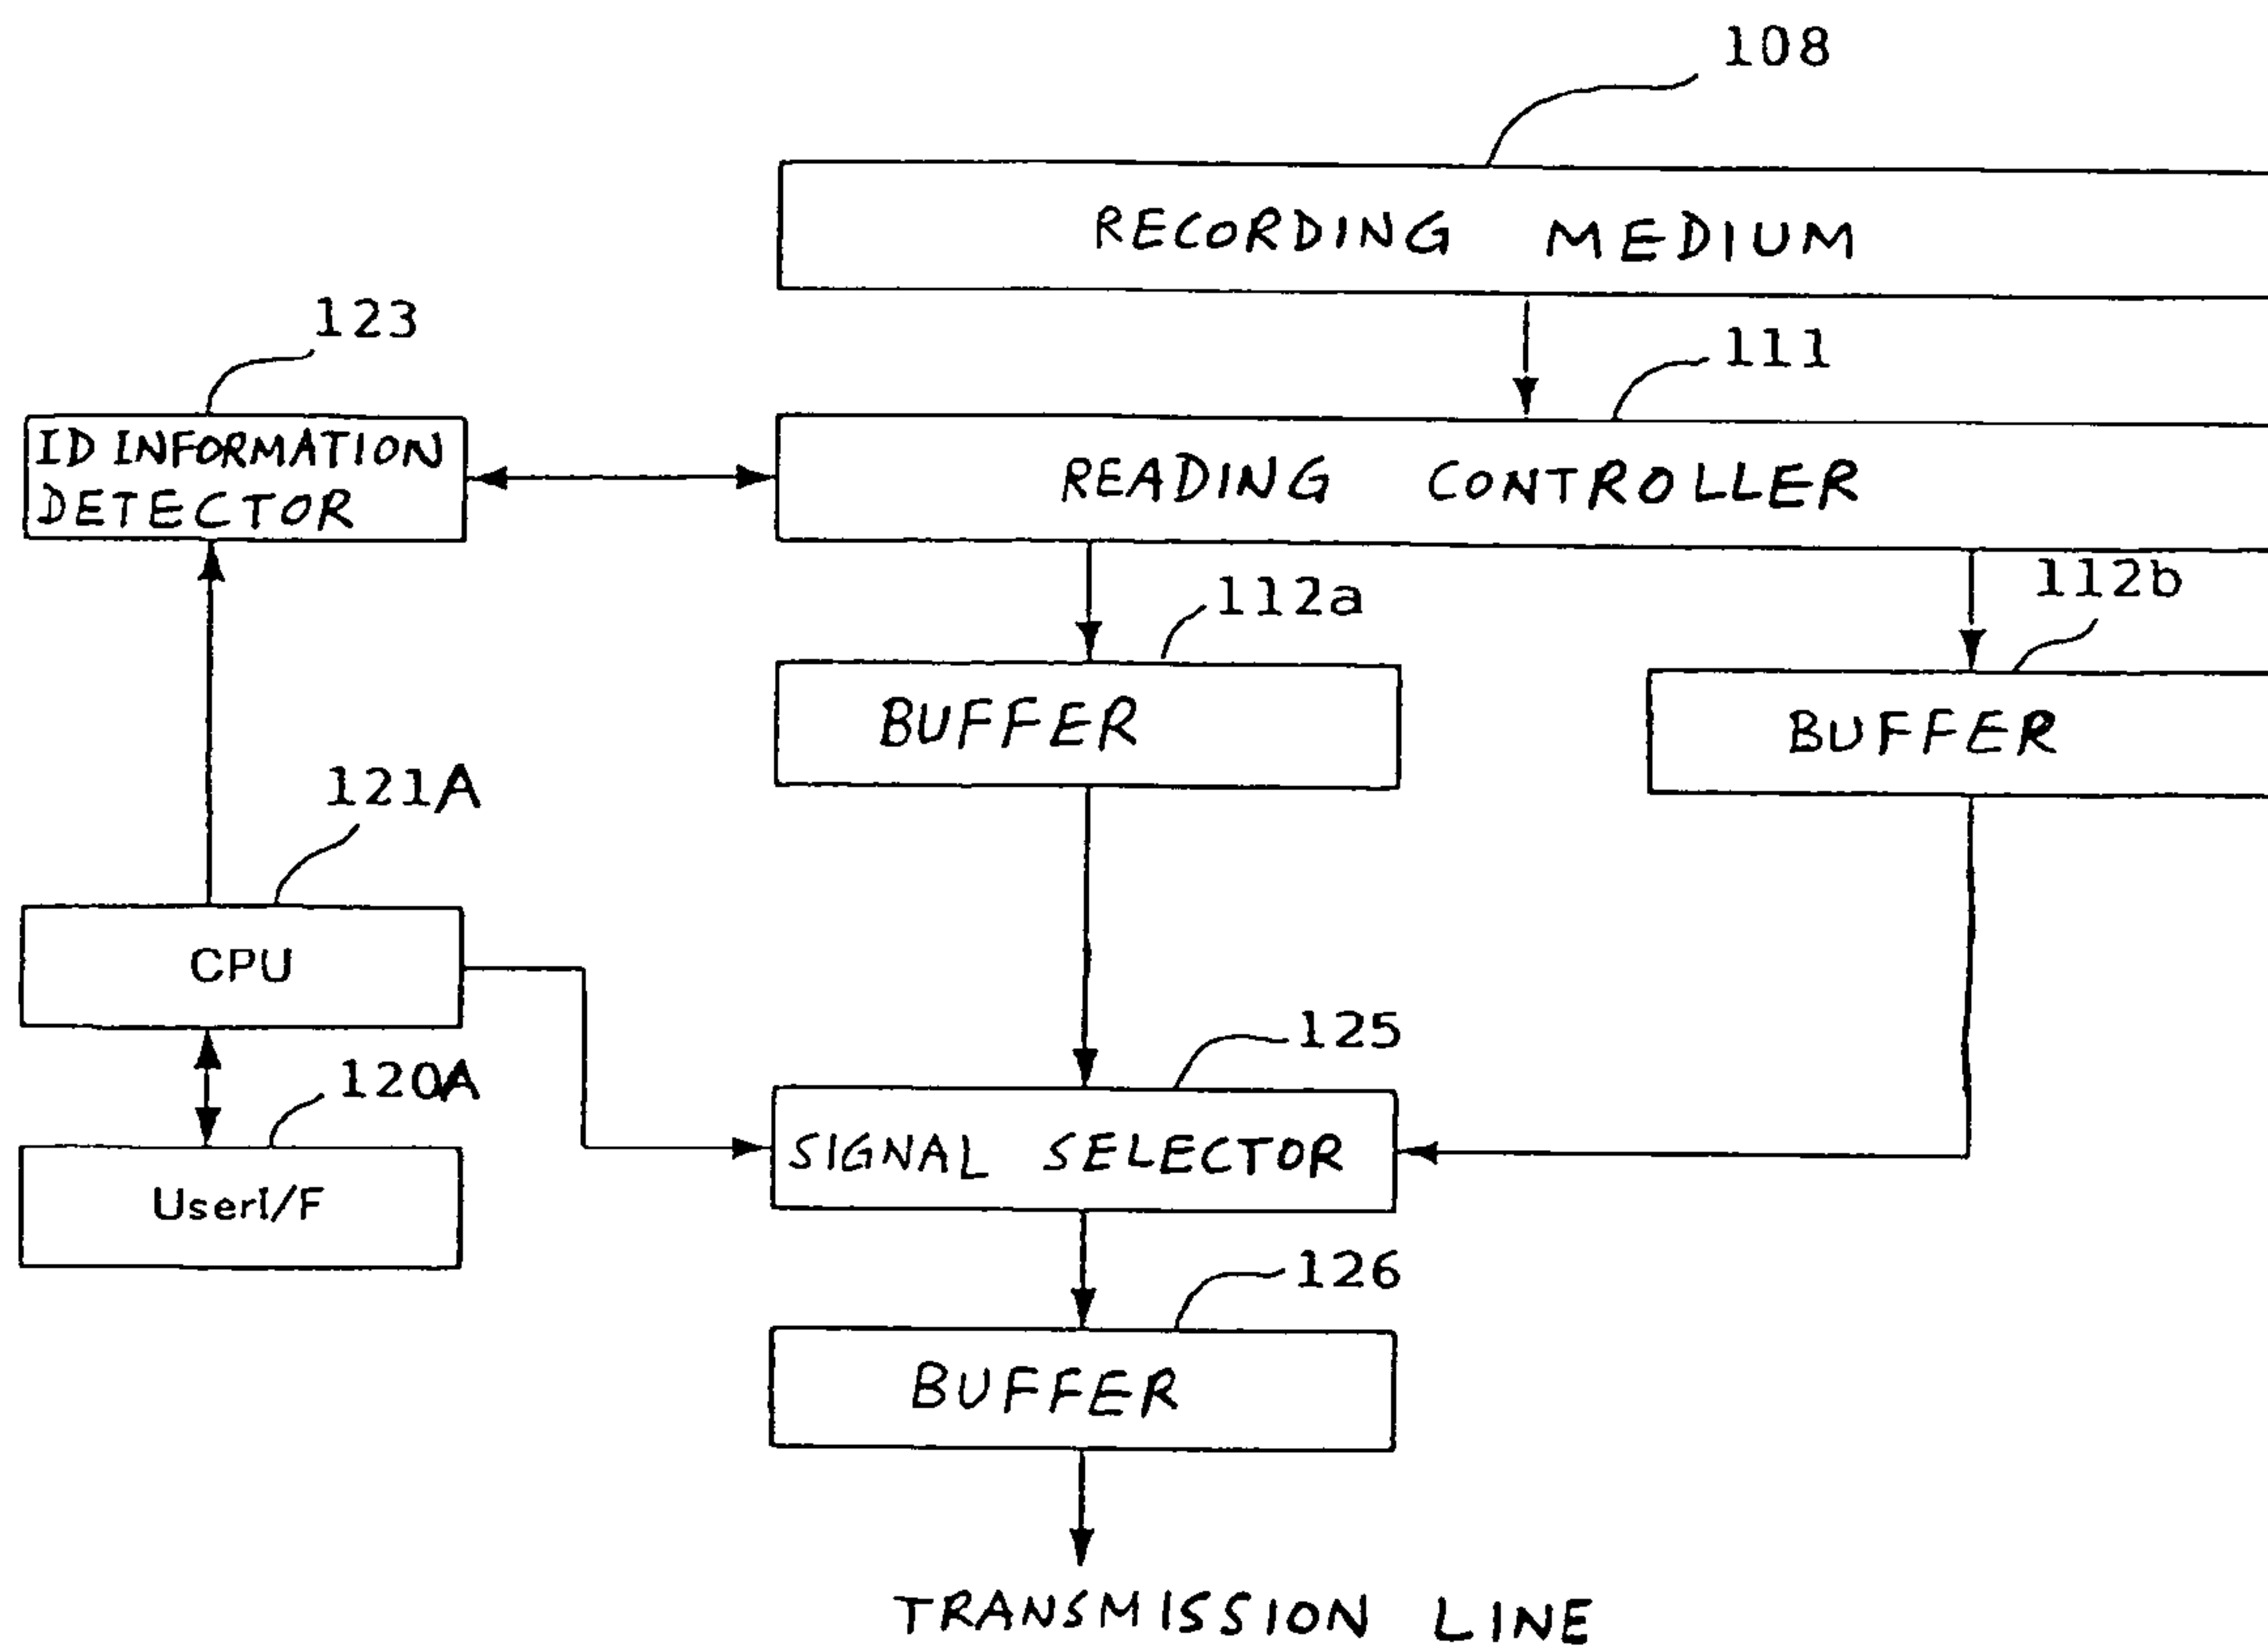 108
RECORDING MEDIUM
123
111
ID INFORMATION
DETECTOR
READING CONTROLLER
112a
112b
BUFFER
BUFFER
121A
CPU
125
120A
SIGNAL SELECTOR
UserI/F
126
BUFFER
TRANSMISSION LINE